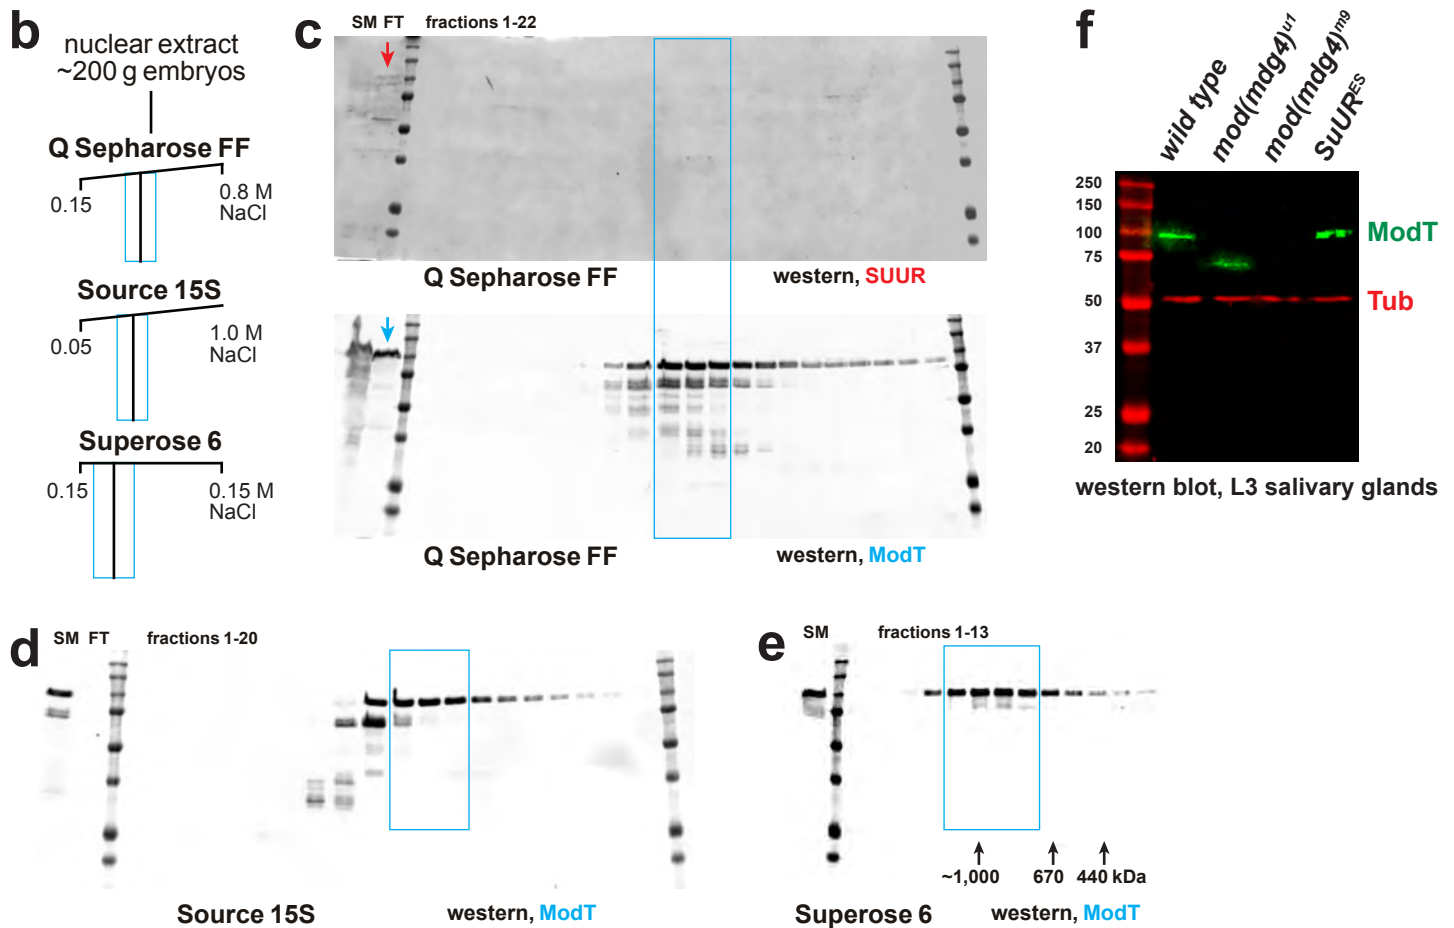 b
nuclear extract
~200 g embryos
Q Sepharose FF
0.15
0.8 M
NaCl
Source 15S
0.05
1.0 M
NaCl
Superose 6
0.15
0.15 M
NaCl
c
SM FT fractions 1-22
Q Sepharose FF western, SUUR
Q Sepharose FF western, ModT
f
wild type
mod(mdg4)u1
mod(mdg4)m9
SuURES
250
150
100
75
50
37
25
20
ModT
Tub
western blot, L3 salivary glands
d
SM FT fractions 1-20
Source 15S western, ModT
e
SM fractions 1-13
~1,000 670 440 kDa
Superose 6 western, ModT